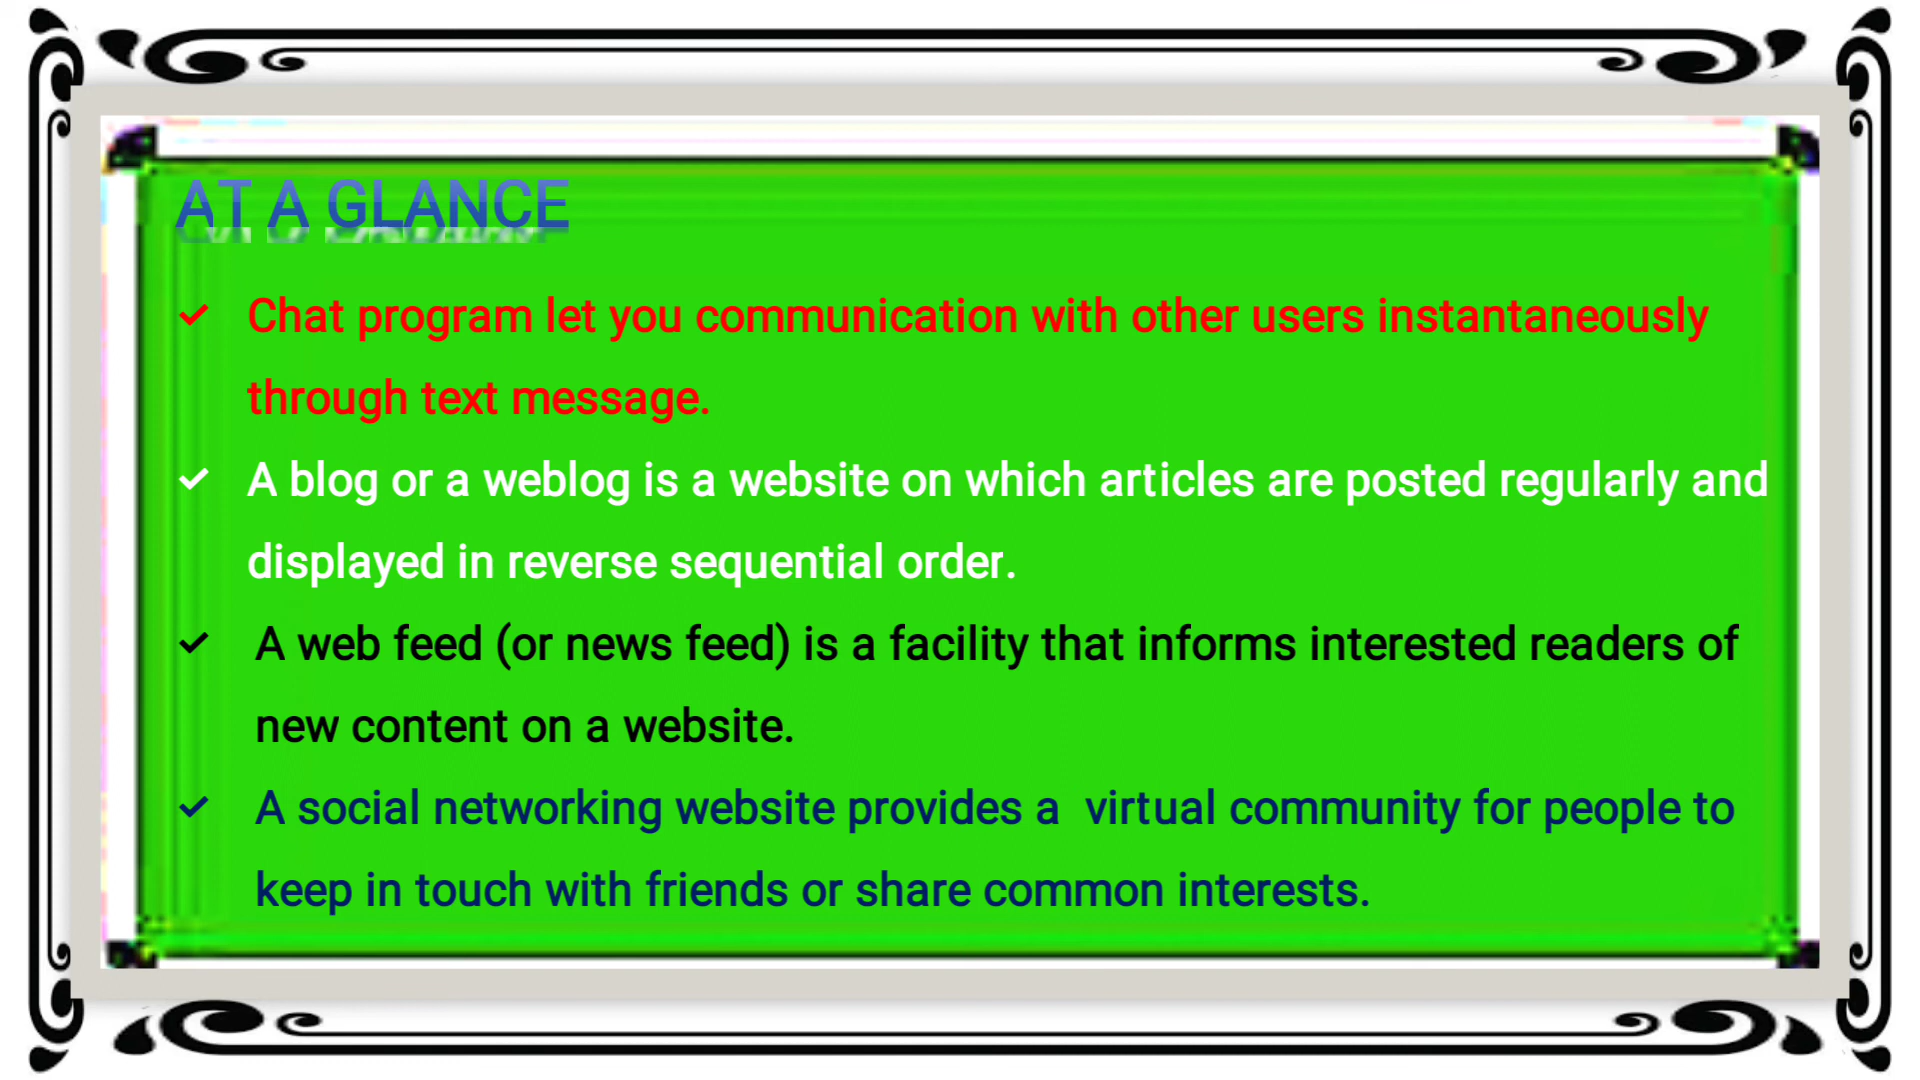 AT A GLANCE
✓ Chat program let you communication with other users instantaneously
through text message.
✓ A blog or a weblog is a website on which articles are posted regularly and
displayed in reverse sequential order.
✓ A web feed (or news feed) is a facility that informs interested readers of
new content on a website.
✓ A social networking website provides a  virtual community for people to
keep in touch with friends or share common interests.